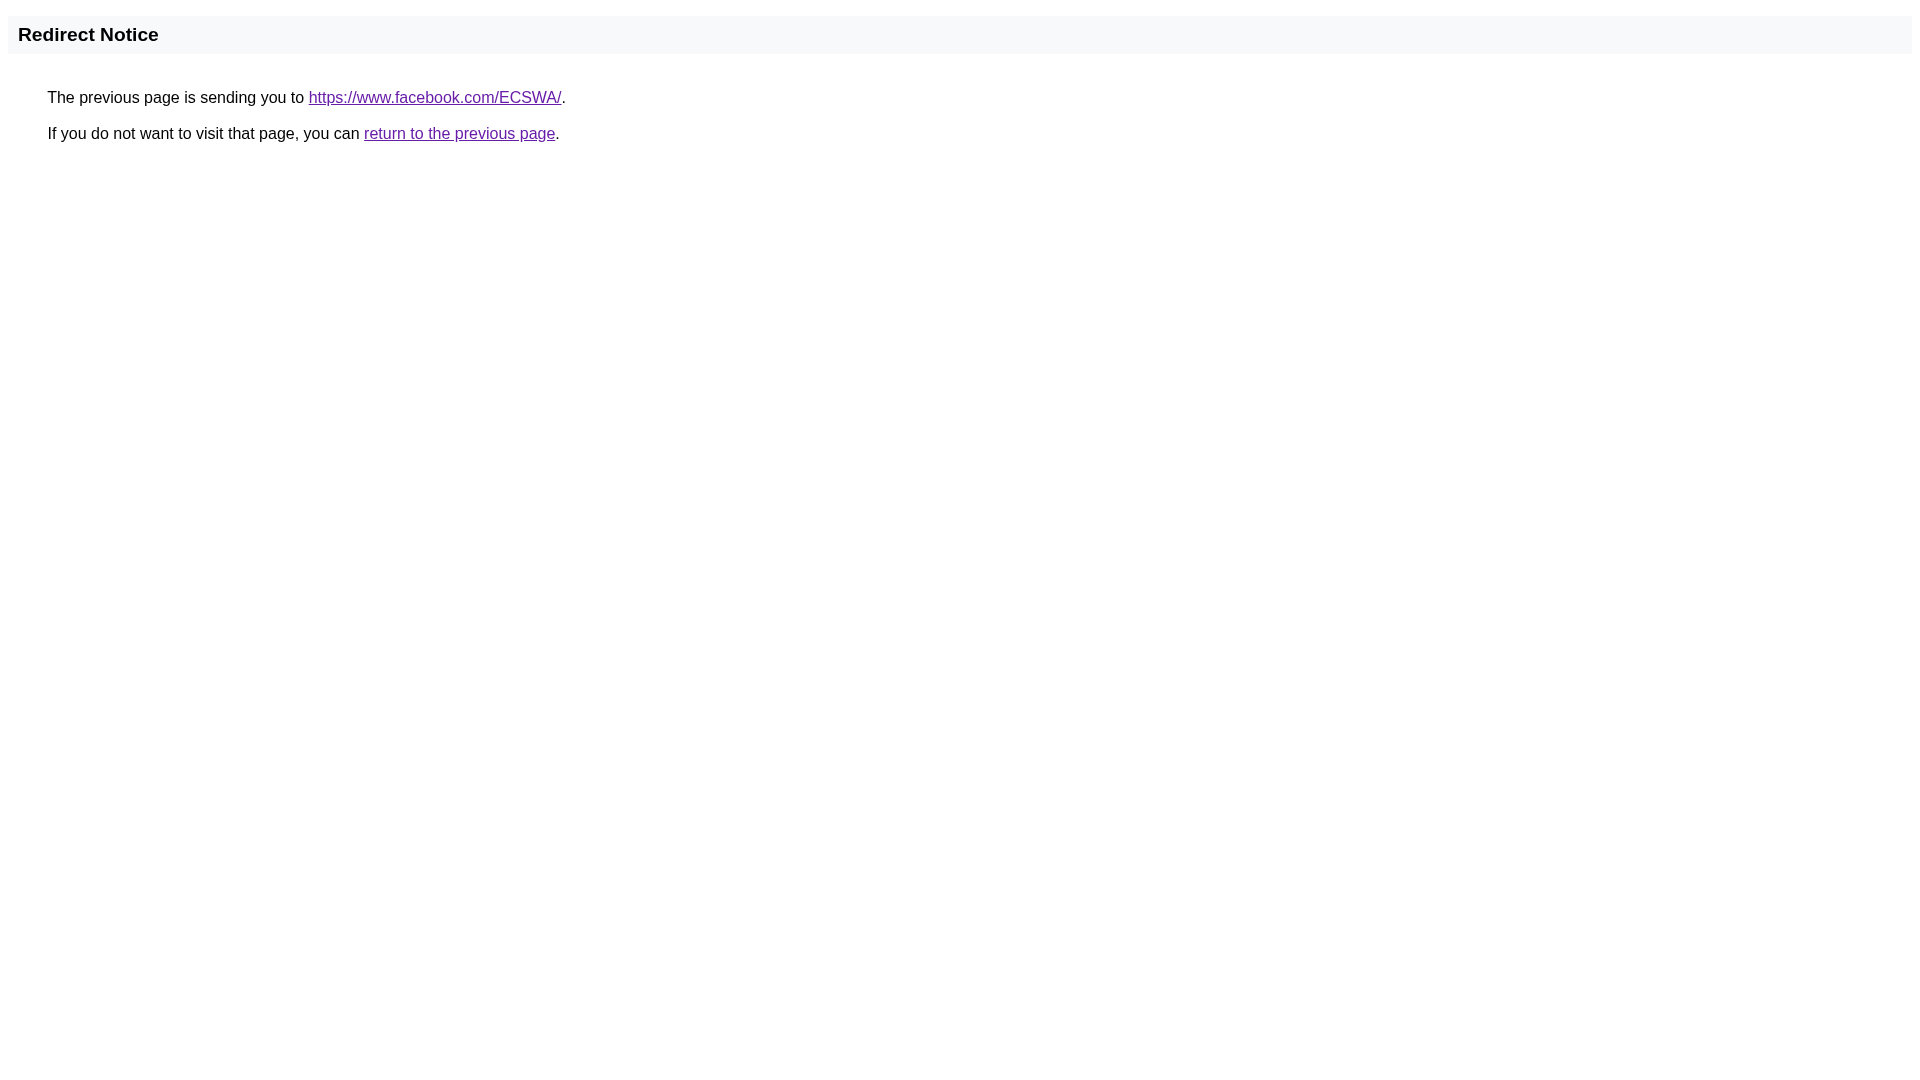 Redirect Notice
The previous page is sending you to https://www.facebook.com/ECSWA/.
If you do not want to visit that page, you can return to the previous page.